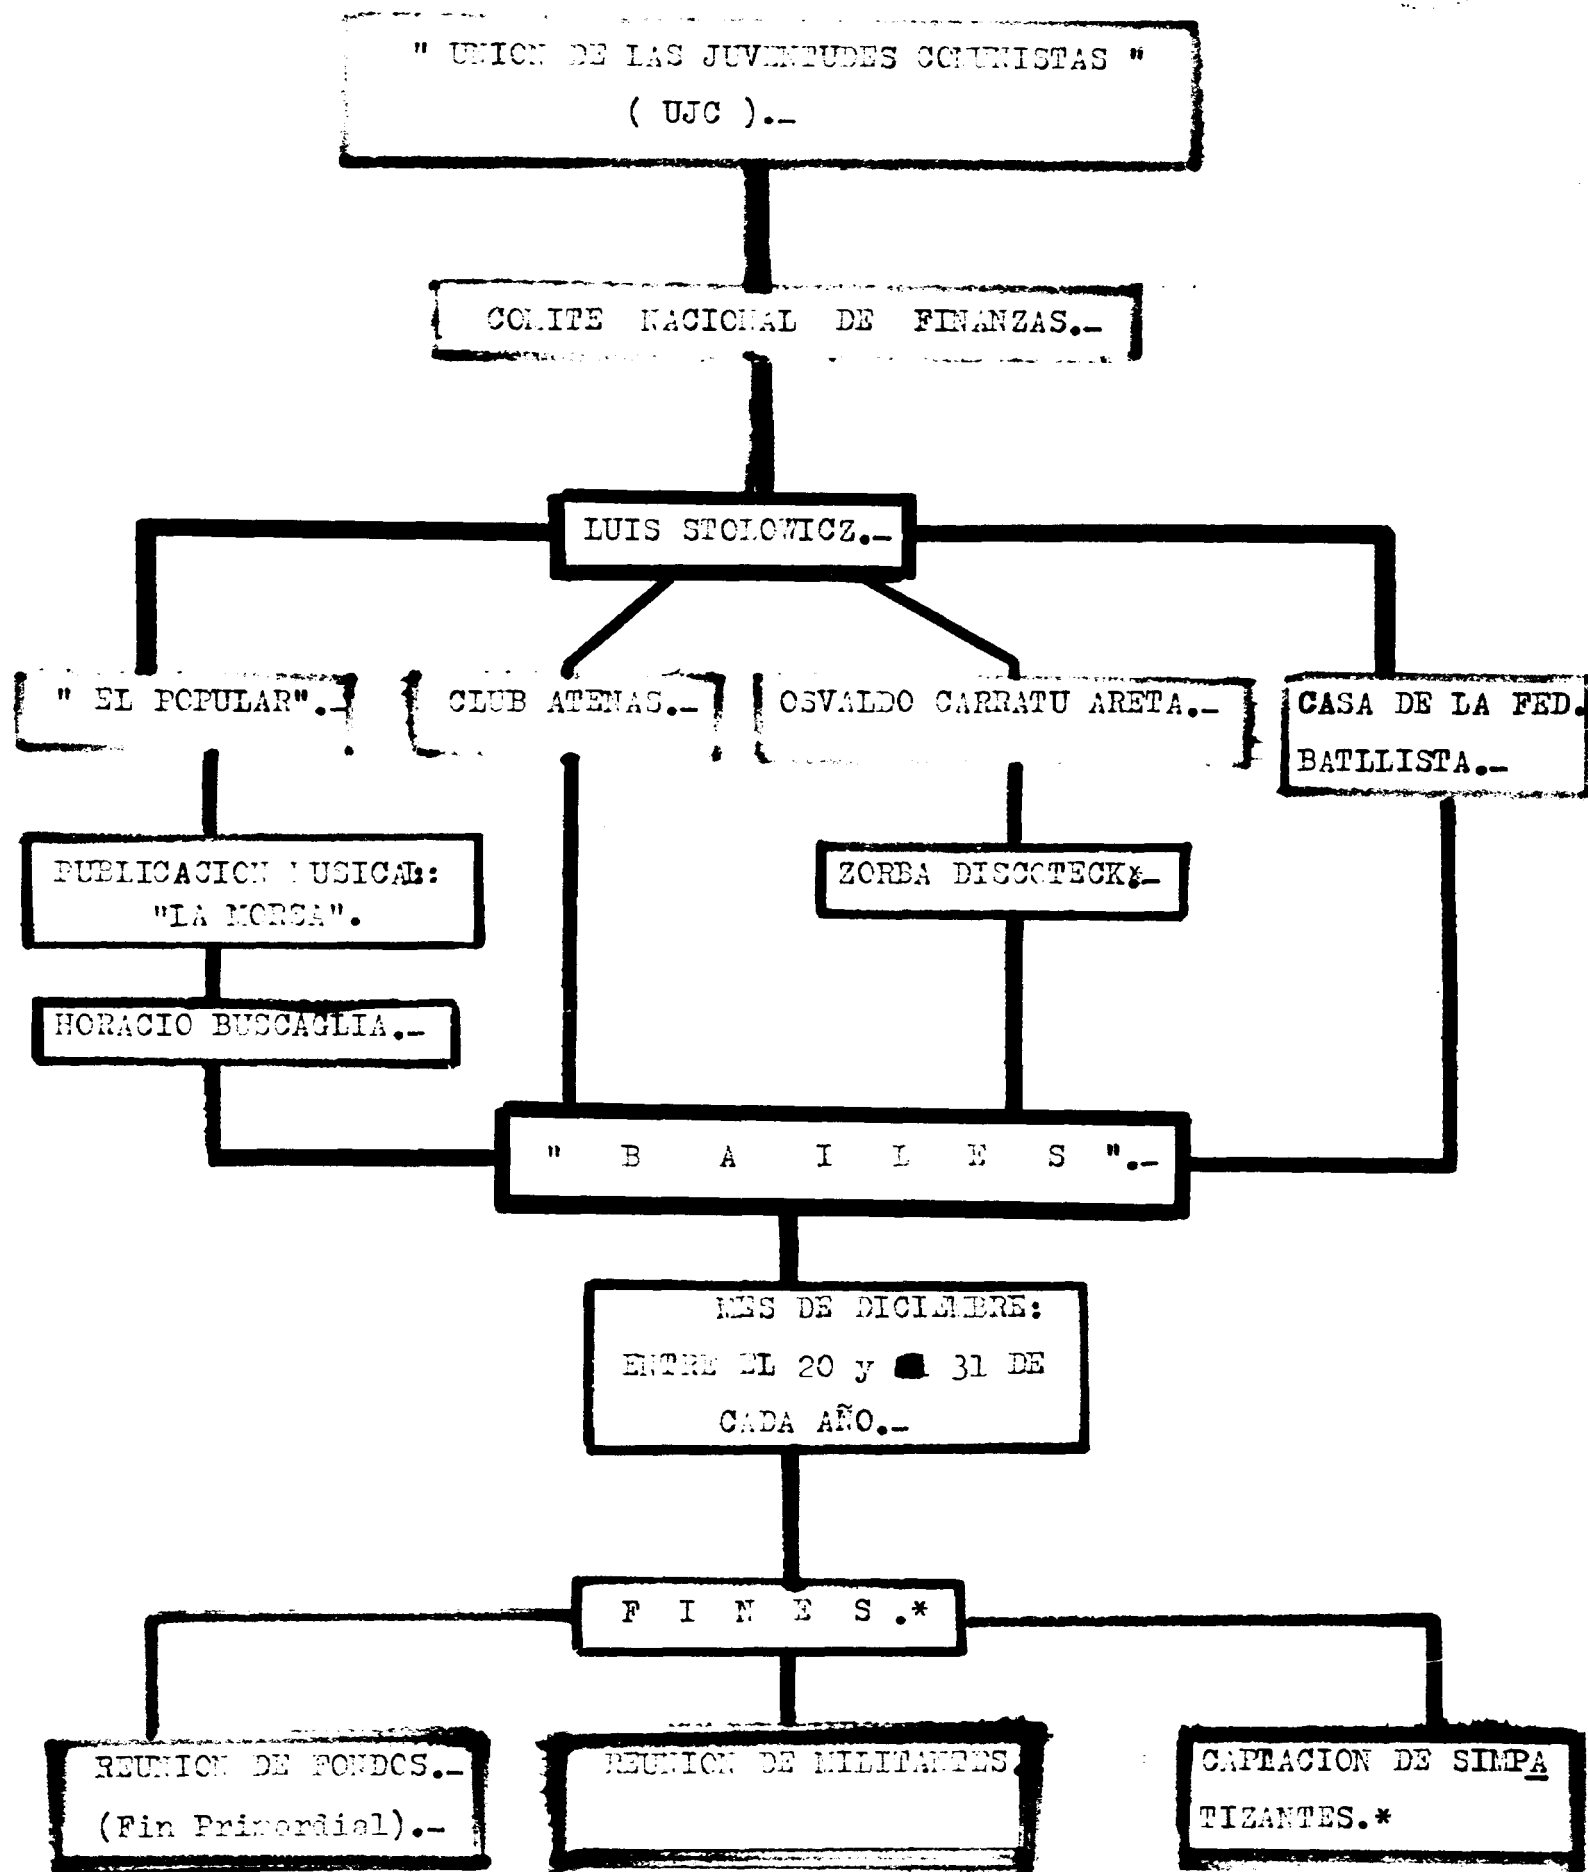 " UNION DE LAS JUVENTUDES COMUNISTAS "
( UJC ).-
COMITE NACIONAL DE FINANZAS.-
LUIS STOLOWICZ.-
" EL POPULAR".-
CLUB ATENAS.-
OSVALDO CARRATU ARETA.-
CASA DE LA FED.
BATLLISTA.-
PUBLICACION MUSICAL:
"LA MORSA".
ZORBA DISCOTECK.-
HORACIO BUSCAGLIA.-
" B A I L E S ".-
MES DE DICIEMBRE:
ENTRE EL 20 y 31 DE
CADA AÑO.-
F I N E S .*
REUNION DE FONDOS.-
(Fin Primordial).-
REUNION DE MILITANTES.
CAPTACION DE SIMPA
TIZANTES.*